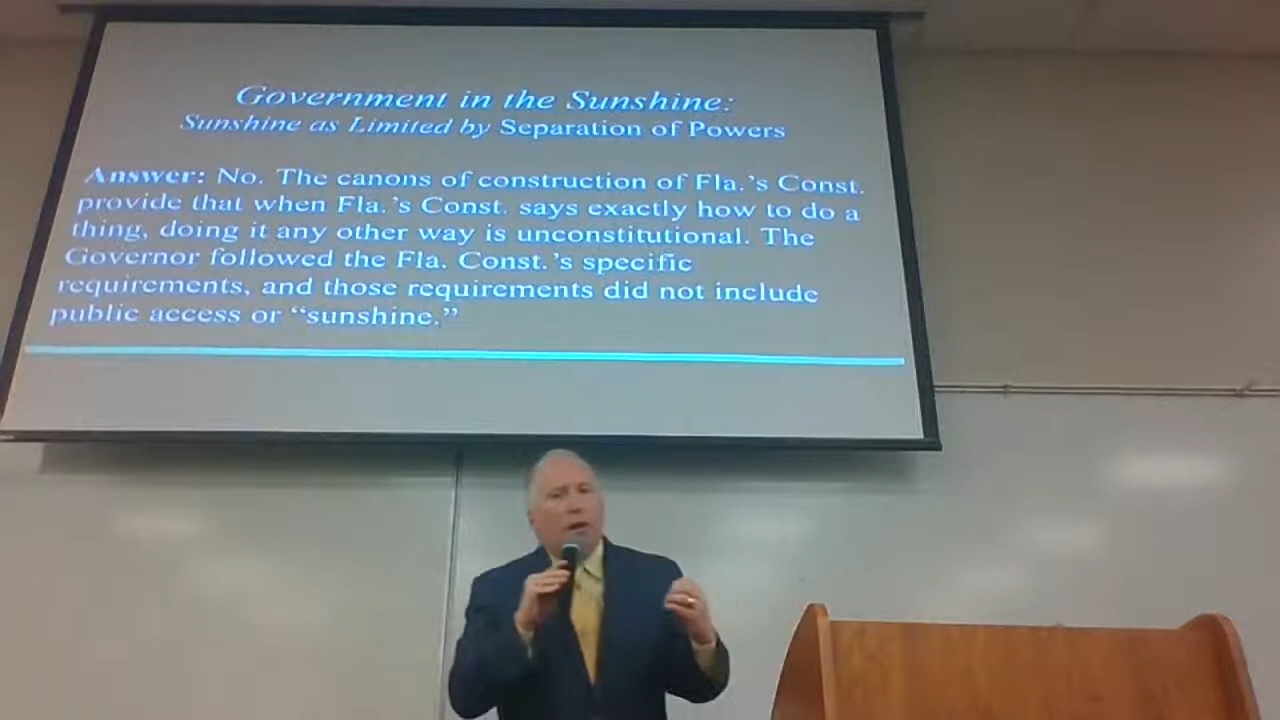 Government in the Sunshine:
Sunshine as Limited by Separation of Powers
Answer: No. The canons of construction of Fla.'s Const.
provide that when Fla.'s Const. says exactly how to do a
thing, doing it any other way is unconstitutional. The
Governor followed the Fla. Const.'s specific
requirements, and those requirements did not include
public access or “sunshine.”